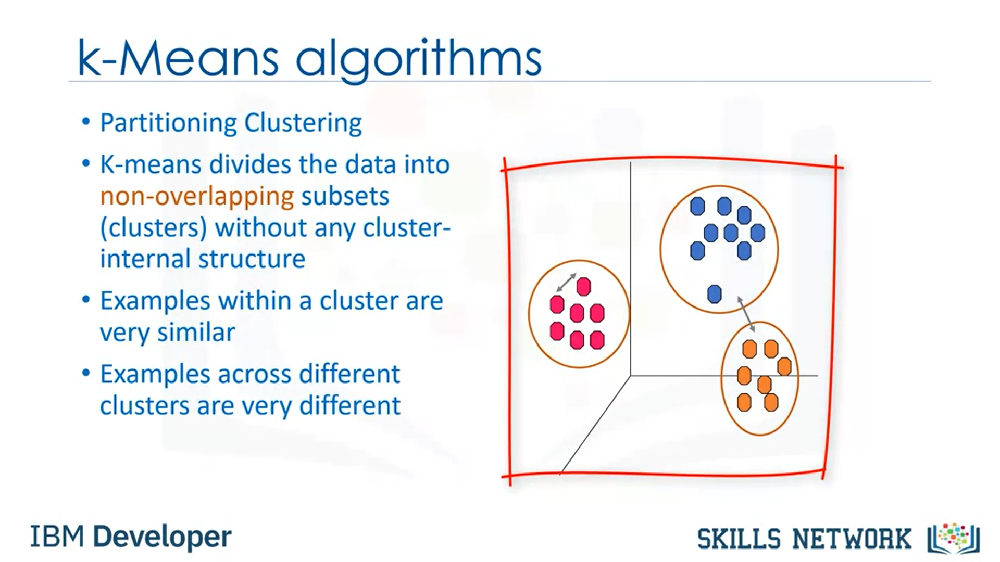 k-Means algorithms
• Partitioning Clustering
• K-means divides the data into
non-overlapping subsets
(clusters) without any cluster-
internal structure
• Examples within a cluster are
very similar
• Examples across different
clusters are very different
IBM Developer
SKILLS NETWORK